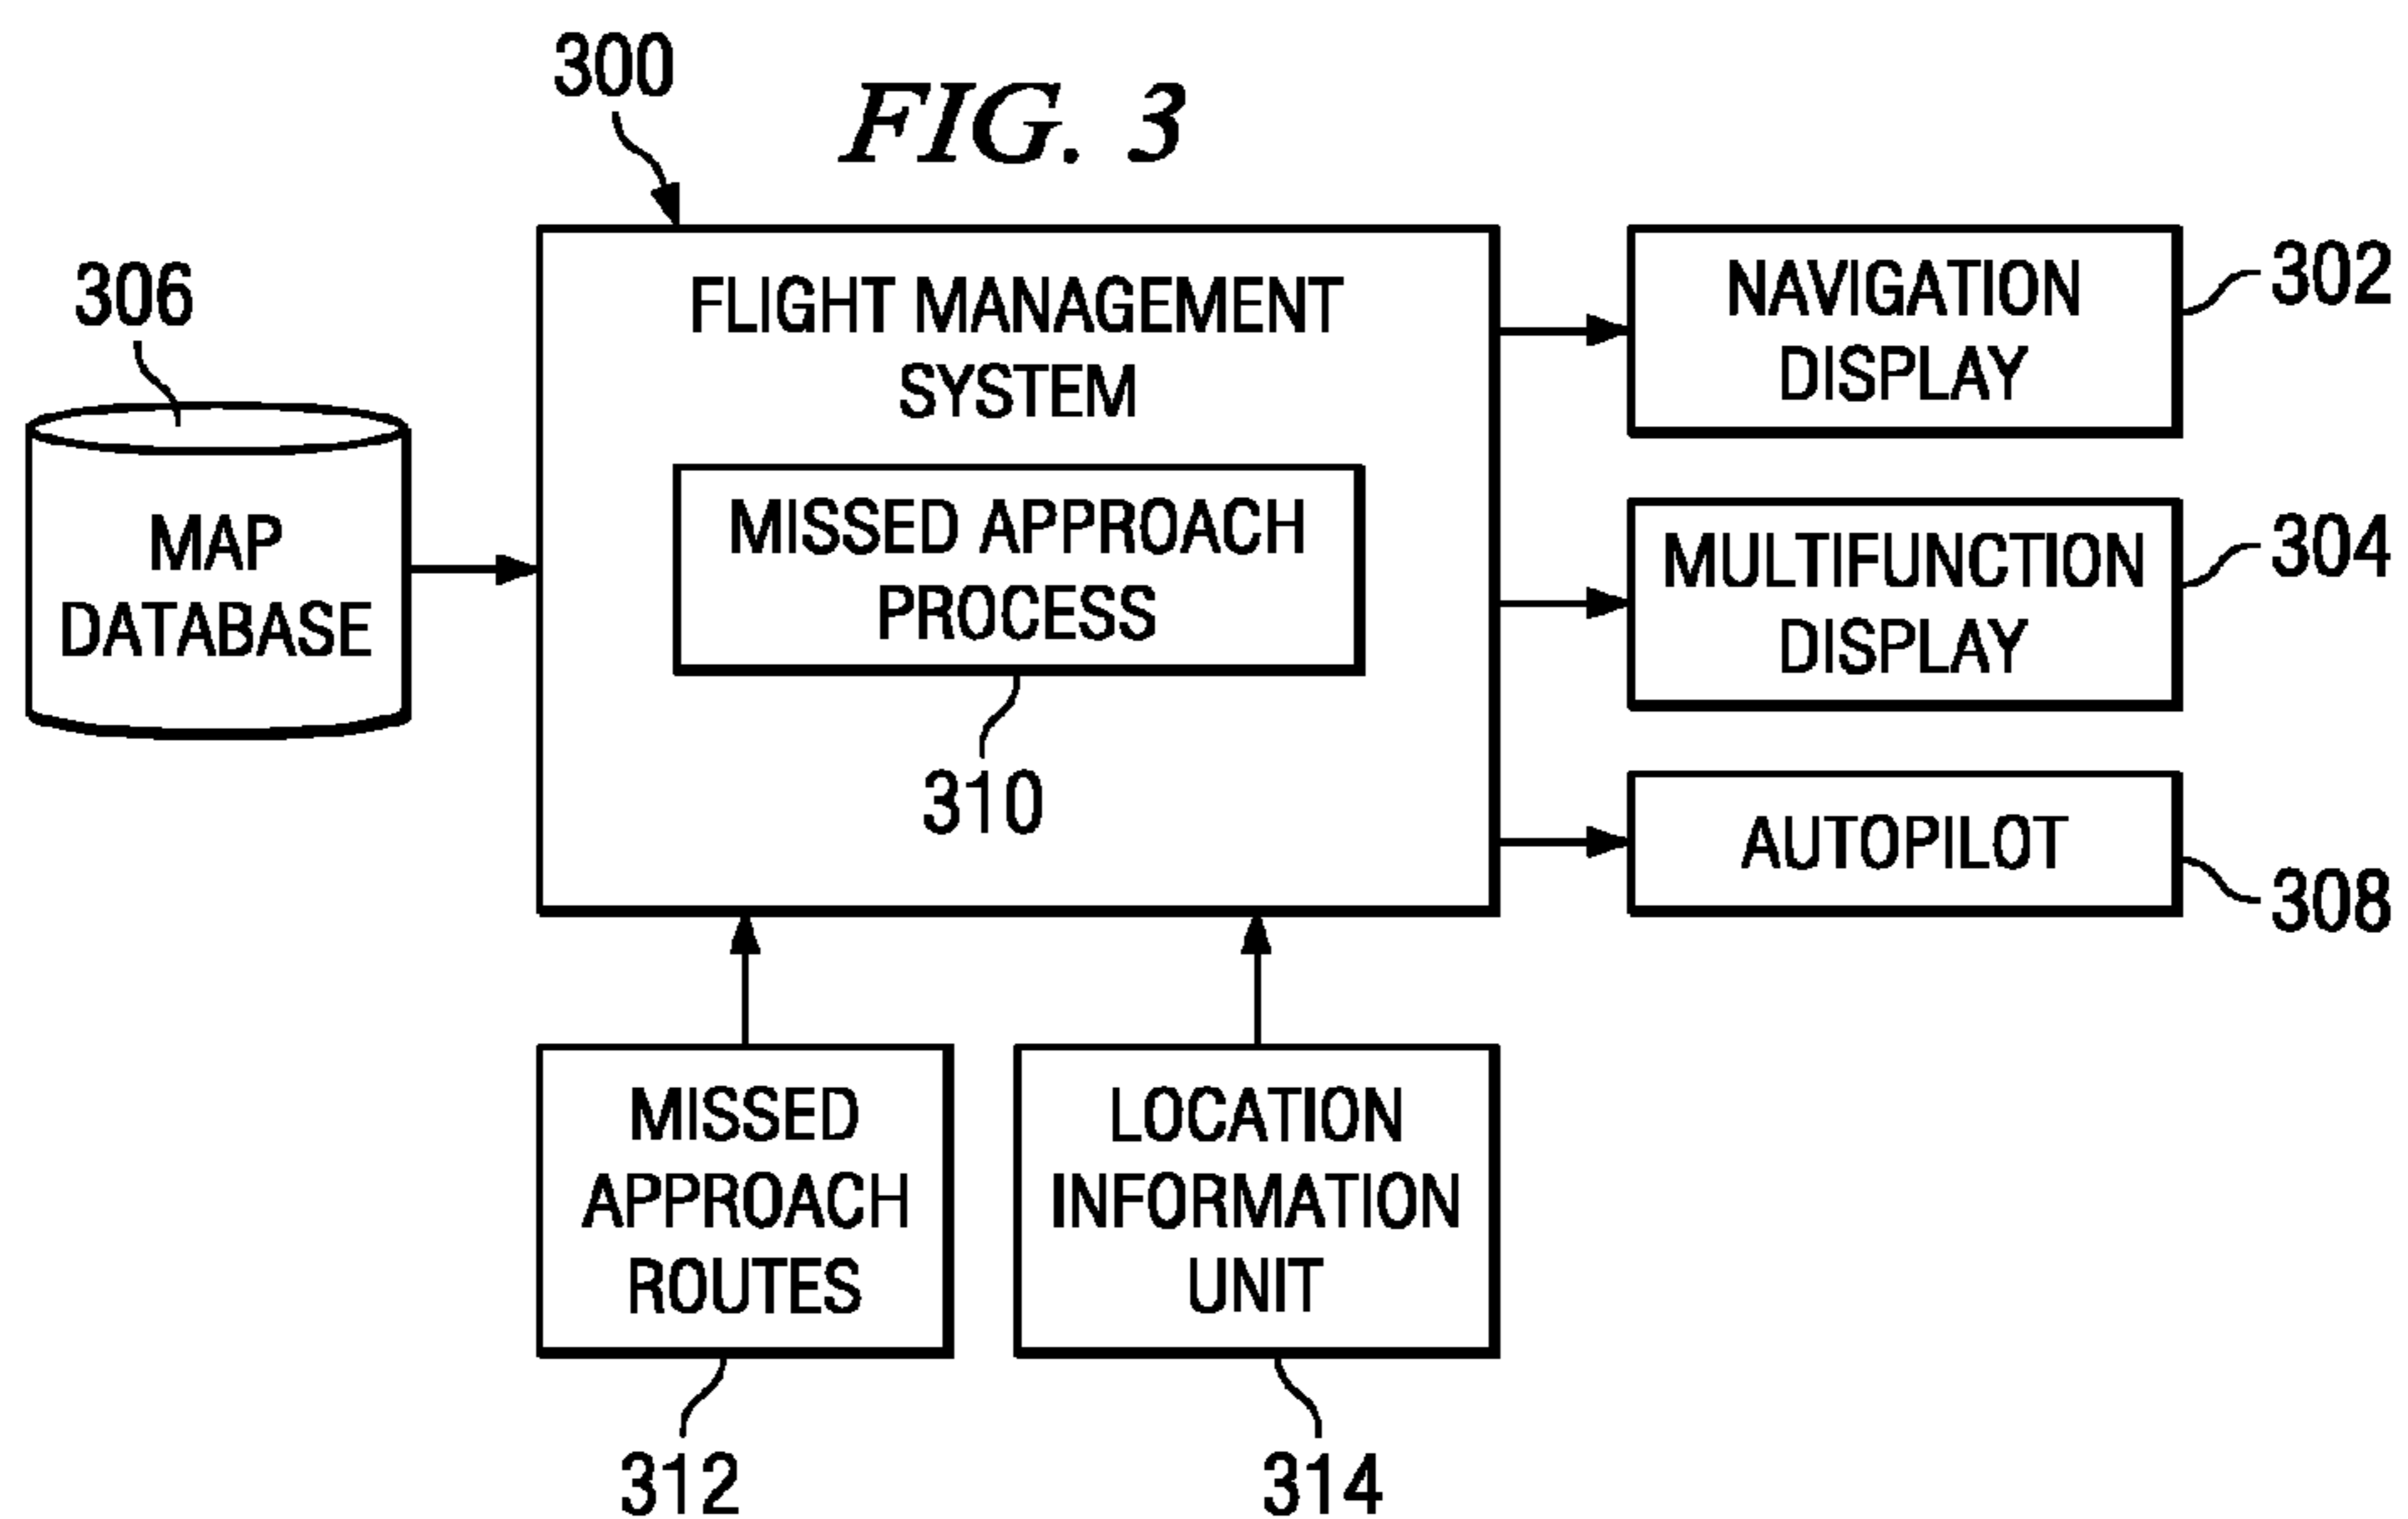 300
FIG. 3
306
MAP
DATABASE
FLIGHT MANAGEMENT
SYSTEM
MISSED APPROACH
PROCESS
310
NAVIGATION
DISPLAY
302
MULTIFUNCTION
DISPLAY
304
AUTOPILOT
308
MISSED
APPROACH
ROUTES
312
LOCATION
INFORMATION
UNIT
314